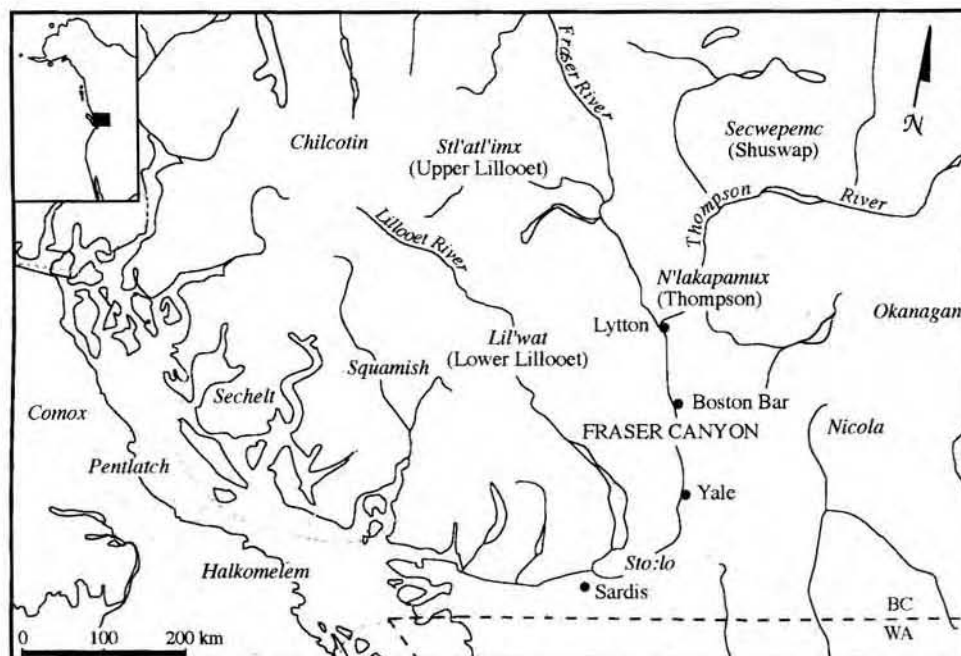 Fraser River
N
Chilcotin
Stl'atl'imx
(Upper Lillooet)
Secwepemc
(Shuswap)
Thompson
River
Lillooet River
N'lakapamux
(Thompson)
Okanagan
Lytton
Lil'wat
(Lower Lillooet)
Squamish
Sechelt
Boston Bar
Comox
FRASER CANYON
Nicola
Pentlatch
Yale
Halkomelem
Sto:lo
Sardis
BC
WA
0 100 200 km